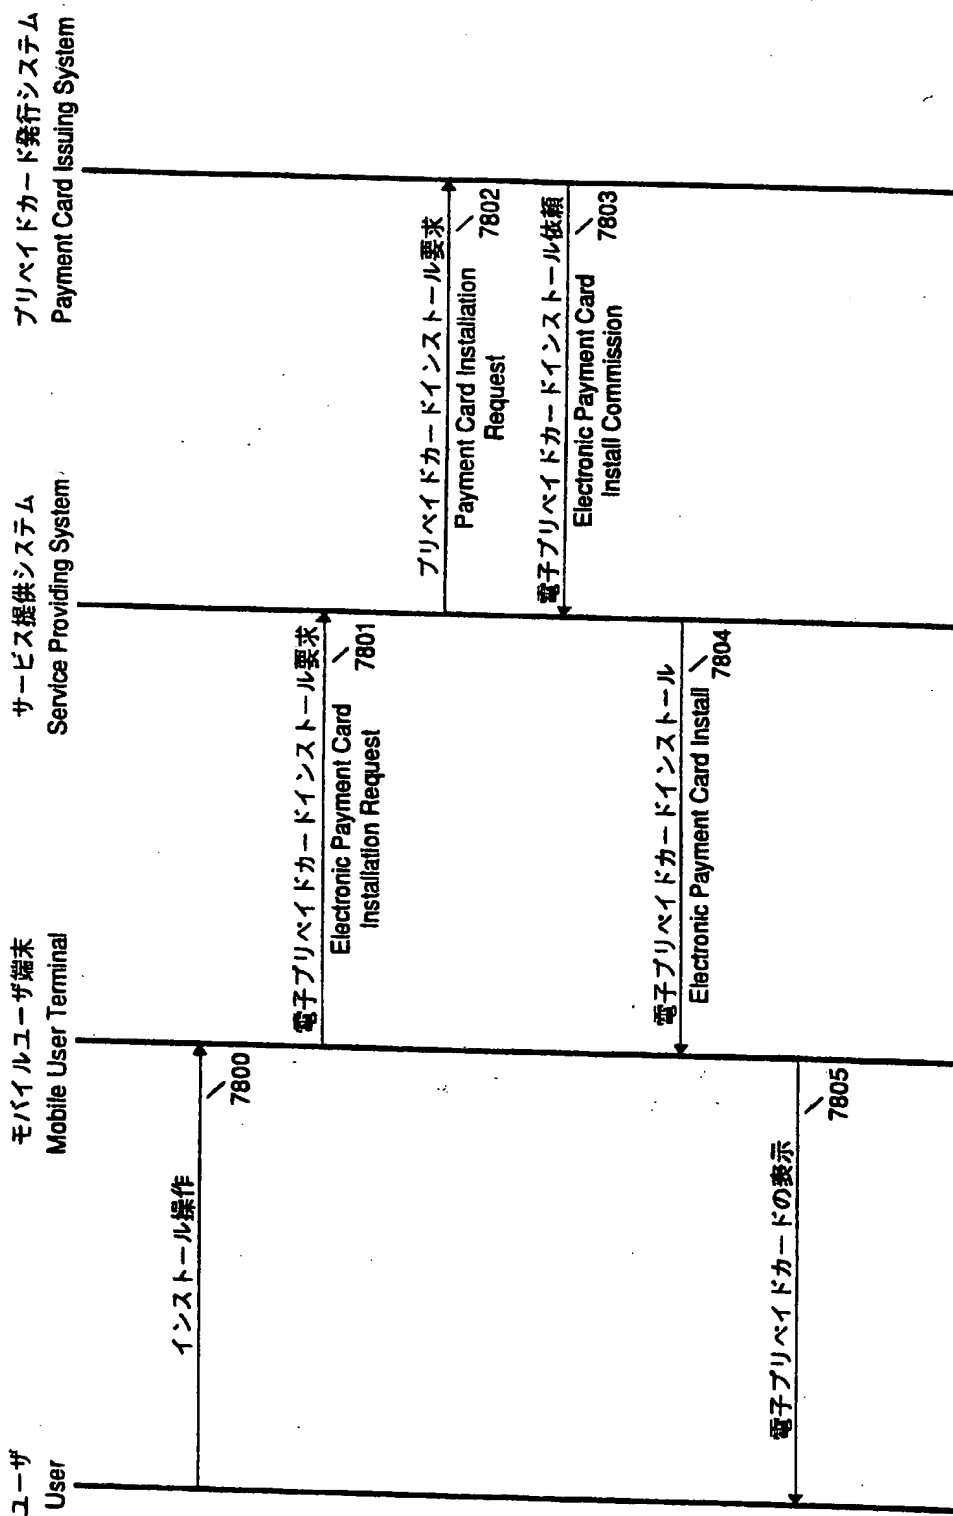 ユーザ
User
モバイルユーザ端末
Mobile User Terminal
サービス提供システム
Service Providing System
プリペイドカード発行システム
Payment Card Issuing System
インストール操作
7800
電子プリペイドカードインストール要求
Electronic Payment Card
Installation Request
7801
プリペイドカードインストール要求
Payment Card Installation
Request
7802
電子プリペイドカードインストール依頼
Electronic Payment Card
Install Commission
7803
電子プリペイドカードインストール
Electronic Payment Card Install
7804
電子プリペイドカードの表示
7805